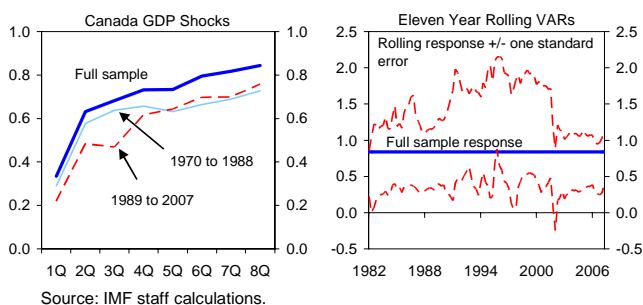 Canada GDP Shocks
1.0
0.8
0.6
0.4
0.2
0.0
1.0
0.8
0.6
0.4
0.2
0.0
Full sample
1970 to 1988
1989 to 2007
1Q 2Q 3Q 4Q 5Q 6Q 7Q 8Q
Eleven Year Rolling VARs
2.5
2.0
1.5
1.0
0.5
0.0
-0.5
2.5
2.0
1.5
1.0
0.5
0.0
-0.5
Rolling response +/- one standard
error
Full sample response
1982 1988 1994 2000 2006
Source: IMF staff calculations.